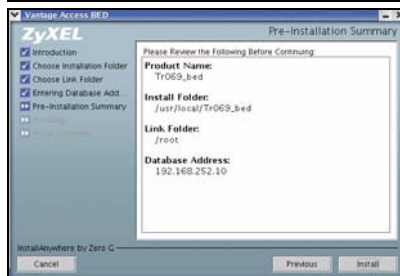 Vantage Access BED
ZyXEL
Pre-Installation Summary
Introduction
Choose Installation Folder
Choose Link Folder
Entering Database Add...
Pre-Installation Summary
Please Review the Following Before Continuing:
Product Name:
Tr069_bed
Install Folder:
/usr/local/Tr069_bed
Link Folder:
/root
Database Address:
192.168.252.10
InstallAnywhere by Zero G
Cancel
Previous
Install